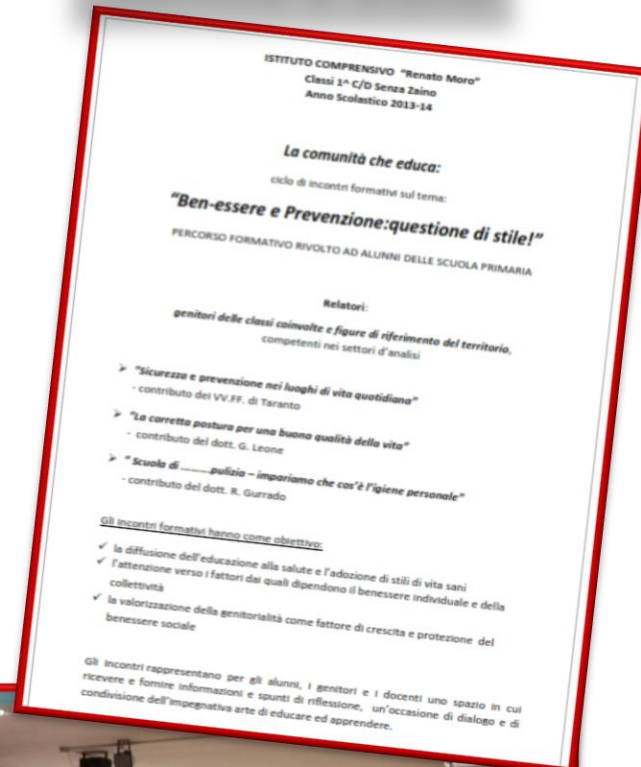 ISTITUTO COMPRENSIVO "Renato Moro"
Classi 1^ C/D Senza Zaino
Anno Scolastico 2013-14
La comunità che educa:
ciclo di incontri formativi sul tema:
"Ben-essere e Prevenzione:questione di stile!"
PERCORSO FORMATIVO RIVOLTO AD ALUNNI DELLE SCUOLA PRIMARIA
Relatori:
genitori delle classi coinvolte e figure di riferimento del territorio,
competenti nei settori d'analisi
➢ "Sicurezza e prevenzione nei luoghi di vita quotidiana"
- contributo dei VV.FF. di Taranto
➢ "La corretta postura per una buona qualità della vita"
- contributo del dott. G. Leone
➢ " Scuola di ..........pulizia – impariamo che cos'è l'igiene personale"
- contributo del dott. R. Gurrado
Gli incontri formativi hanno come obiettivo:
✓ la diffusione dell'educazione alla salute e l'adozione di stili di vita sani
✓ l'attenzione verso i fattori dai quali dipendono il benessere individuale e della
collettività
✓ la valorizzazione della genitorialità come fattore di crescita e protezione del
benessere sociale
Gli incontri rappresentano per gli alunni, i genitori e i docenti uno spazio in cui
ricevere e fornire informazioni e spunti di riflessione, un'occasione di dialogo e di
condivisione dell'impegnativa arte di educare ed apprendere.